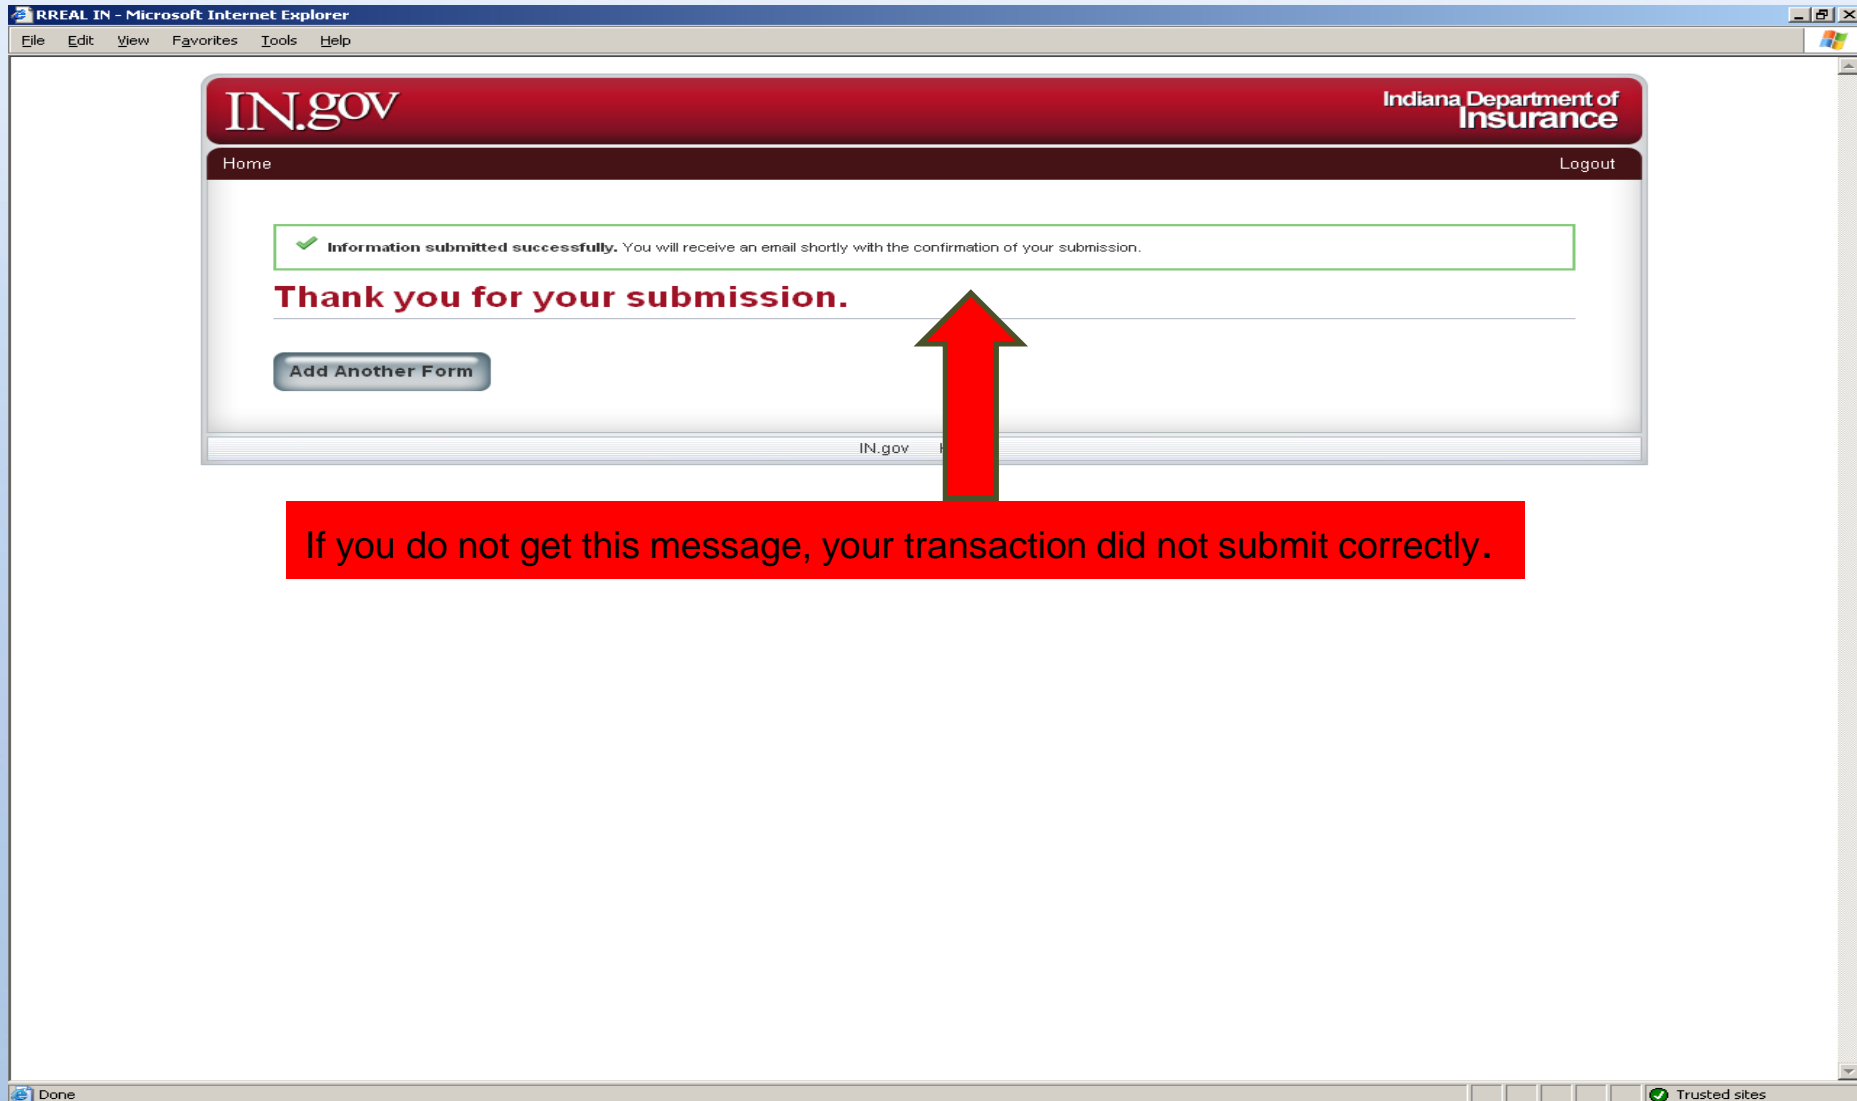 RREAL IN - Microsoft Internet Explorer
File Edit View Favorites Tools Help
IN.gov
Indiana Department of
Insurance
Home Logout
Information submitted successfully. You will receive an email shortly with the confirmation of your submission.
Thank you for your submission.
Add Another Form
IN.gov
If you do not get this message, your transaction did not submit correctly.
Done Trusted sites